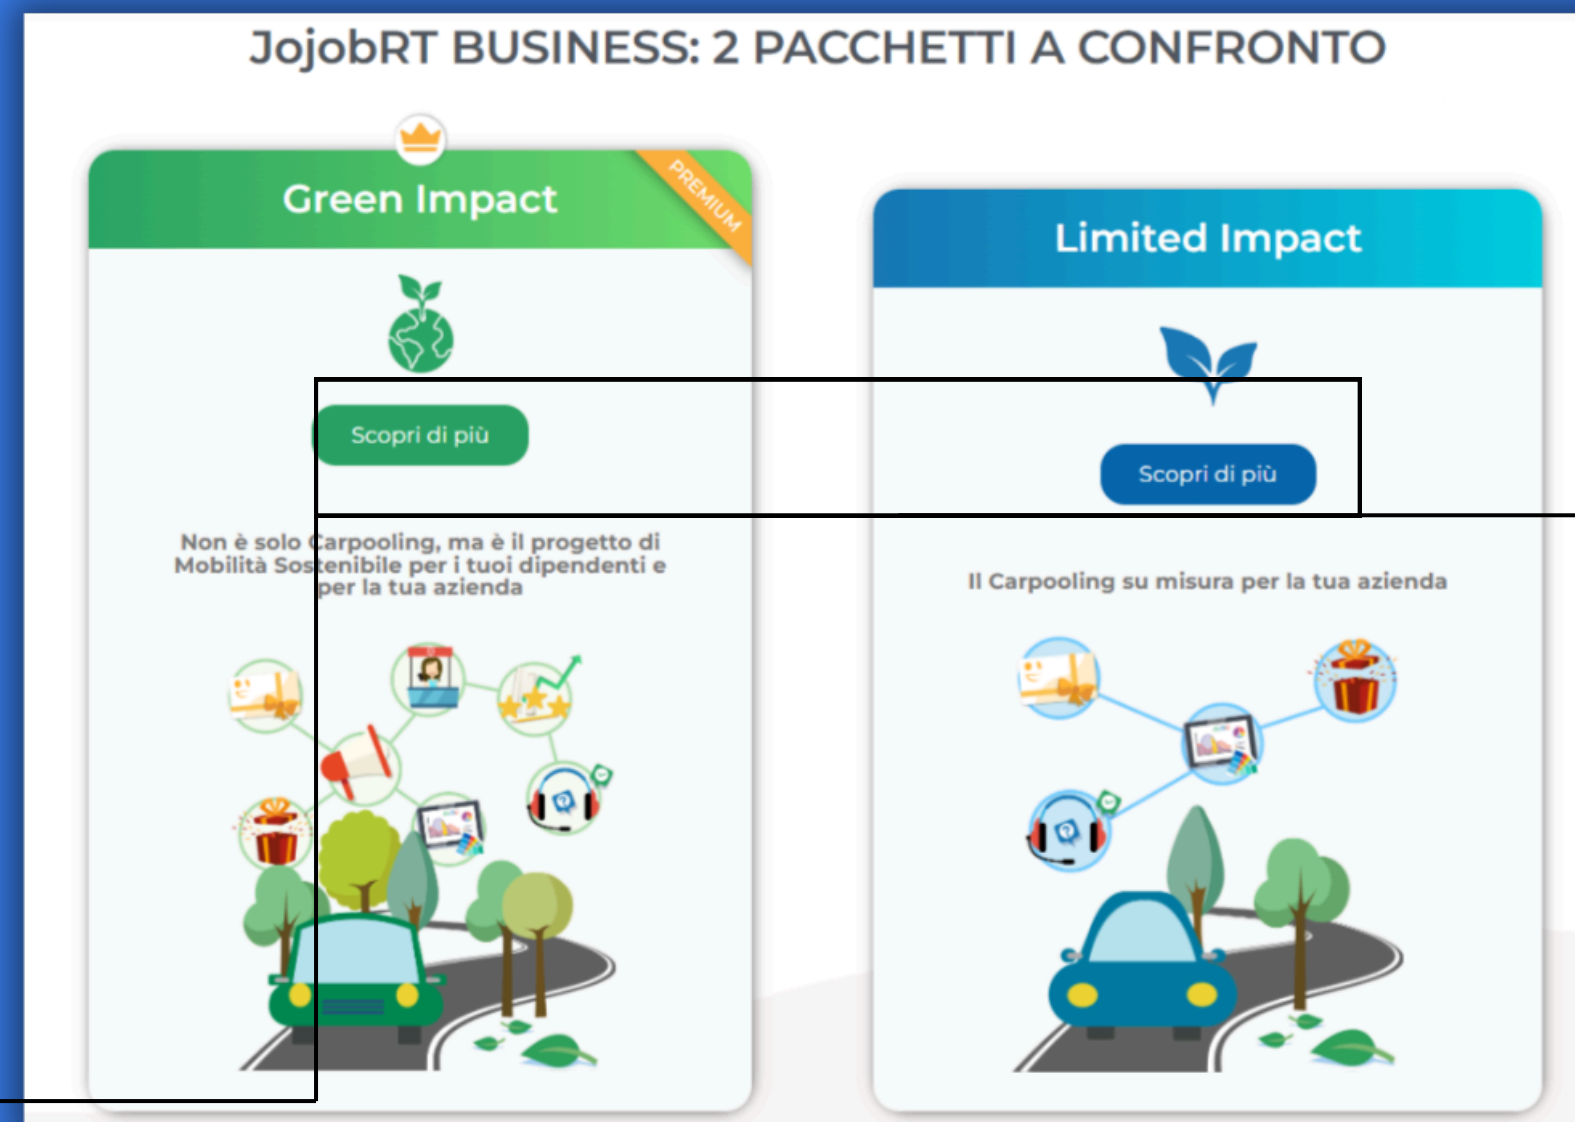 JojobRT BUSINESS: 2 PACCHETTI A CONFRONTO
Green Impact
PREMIUM
Scopri di più
Non è solo Carpooling, ma è il progetto di
Mobilità Sostenibile per i tuoi dipendenti e
per la tua azienda
Limited Impact
Scopri di più
Il Carpooling su misura per la tua azienda